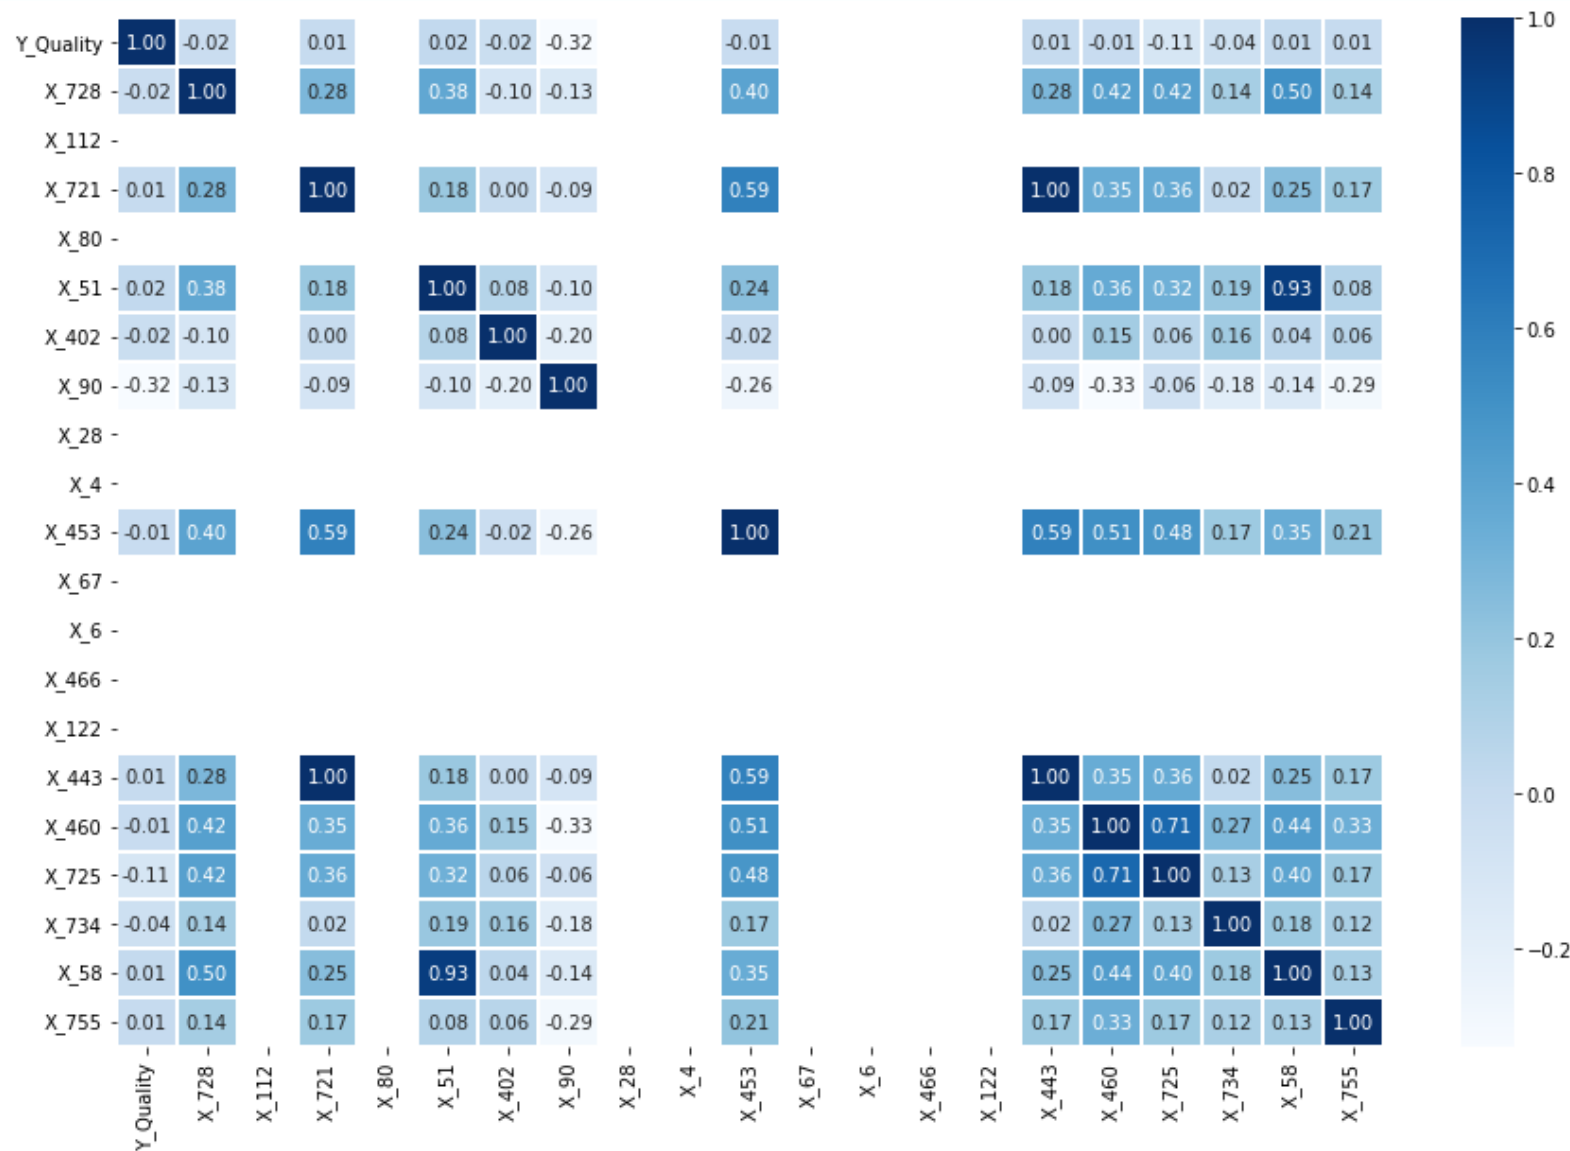 Y_Quality 1.00 -0.02 0.01 0.02 -0.02 -0.32 -0.01 0.01 -0.01 -0.11 -0.04 0.01 0.01
X_728 -0.02 1.00 0.28 0.38 -0.10 -0.13 0.40 0.28 0.42 0.42 0.14 0.50 0.14
X_112
X_721 0.01 0.28 1.00 0.18 0.00 -0.09 0.59 1.00 0.35 0.36 0.02 0.25 0.17
X_80
X_51 0.02 0.38 0.18 1.00 0.08 -0.10 0.24 0.18 0.36 0.32 0.19 0.93 0.08
X_402 -0.02 -0.10 0.00 0.08 1.00 -0.20 -0.02 0.00 0.15 0.06 0.16 0.04 0.06
X_90 -0.32 -0.13 -0.09 -0.10 -0.20 1.00 -0.26 -0.09 -0.33 -0.06 -0.18 -0.14 -0.29
X_28
X_4
X_453 -0.01 0.40 0.59 0.24 -0.02 -0.26 1.00 0.59 0.51 0.48 0.17 0.35 0.21
X_67
X_6
X_466
X_122
X_443 0.01 0.28 1.00 0.18 0.00 -0.09 0.59 1.00 0.35 0.36 0.02 0.25 0.17
X_460 -0.01 0.42 0.35 0.36 0.15 -0.33 0.51 0.35 1.00 0.71 0.27 0.44 0.33
X_725 -0.11 0.42 0.36 0.32 0.06 -0.06 0.48 0.36 0.71 1.00 0.13 0.40 0.17
X_734 -0.04 0.14 0.02 0.19 0.16 -0.18 0.17 0.02 0.27 0.13 1.00 0.18 0.12
X_58 0.01 0.50 0.25 0.93 0.04 -0.14 0.35 0.25 0.44 0.40 0.18 1.00 0.13
X_755 0.01 0.14 0.17 0.08 0.06 -0.29 0.21 0.17 0.33 0.17 0.12 0.13 1.00
Y_Quality X_728 X_112 X_721 X_80 X_51 X_402 X_90 X_28 X_4 X_453 X_67 X_6 X_466 X_122 X_443 X_460 X_725 X_734 X_58 X_755
1.0
0.8
0.6
0.4
0.2
0.0
−0.2